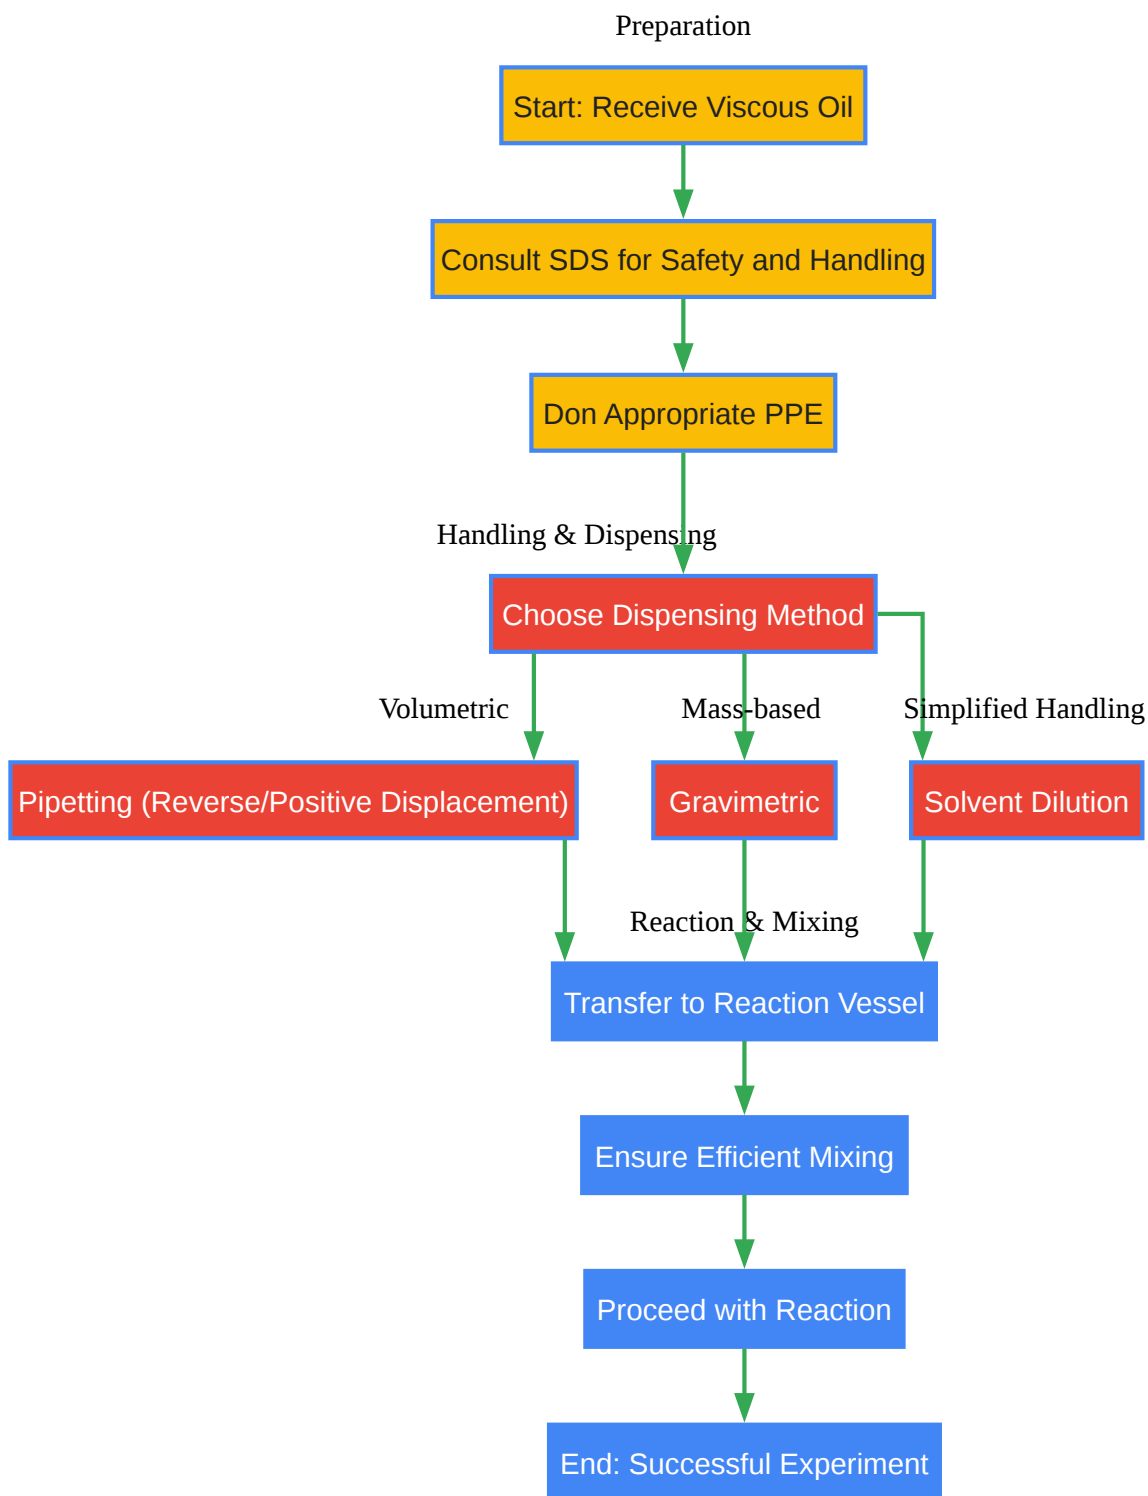 Preparation
Start: Receive Viscous Oil
Consult SDS for Safety and Handling
Don Appropriate PPE
Handling & Dispensing
Choose Dispensing Method
Volumetric
Mass-based
Simplified Handling
Pipetting (Reverse/Positive Displacement)
Gravimetric
Solvent Dilution
Reaction & Mixing
Transfer to Reaction Vessel
Ensure Efficient Mixing
Proceed with Reaction
End: Successful Experiment